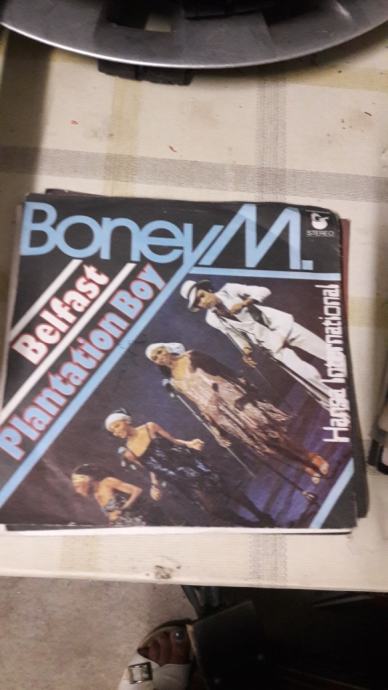 Boney M.
STEREO
Belfast
Plantation Boy
Hansa International